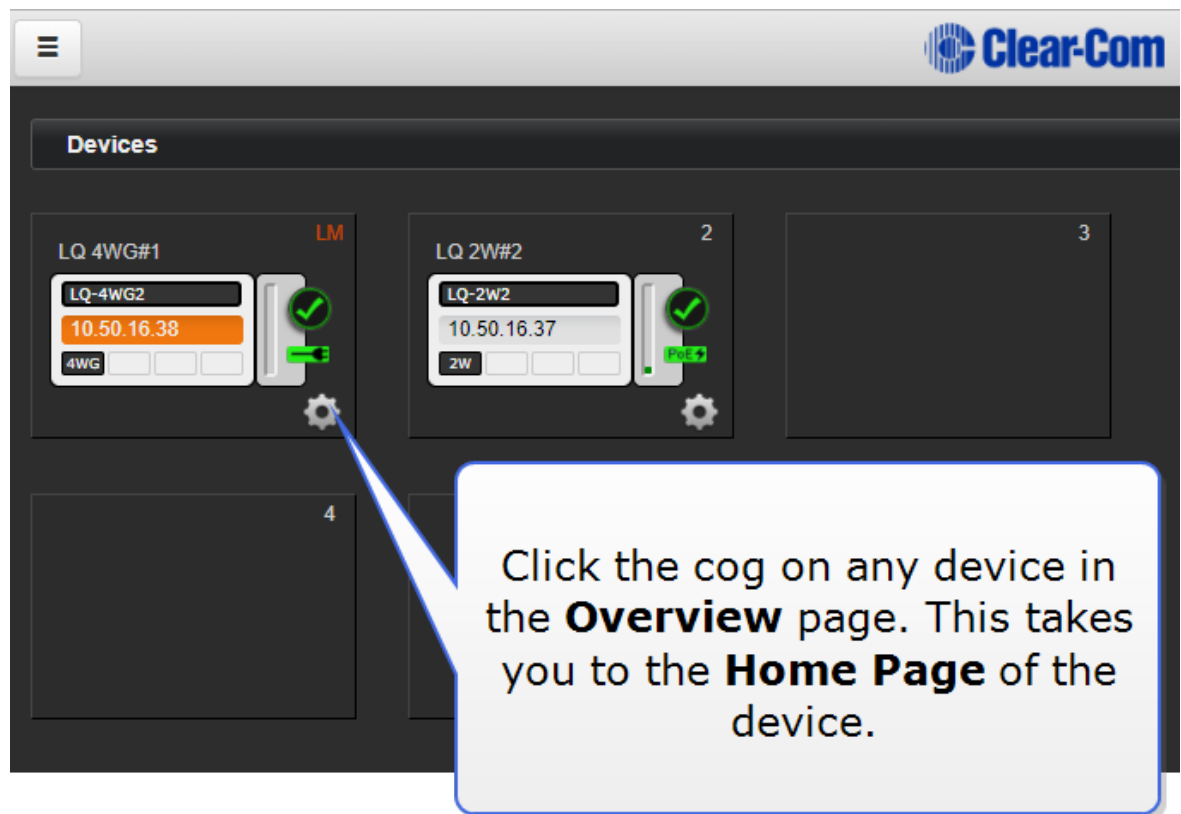 Clear-Com
Devices
LM
LQ 4WG#1
LQ-4WG2
10.50.16.38
4WG
2
LQ 2W#2
LQ-2W2
10.50.16.37
PoE
2W
3
4
Click the cog on any device in
the Overview page. This takes
you to the Home Page of the
device.